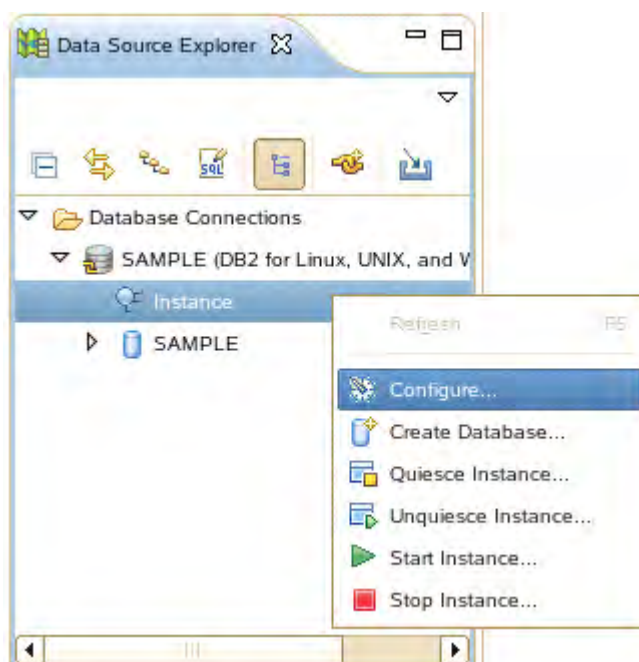 Data Source Explorer
SQL
Database Connections
SAMPLE (DB2 for Linux, UNIX, and W
Instance
SAMPLE
Refresh F5
Configure...
Create Database...
Quiesce Instance...
Unquiesce Instance...
Start Instance...
Stop Instance...